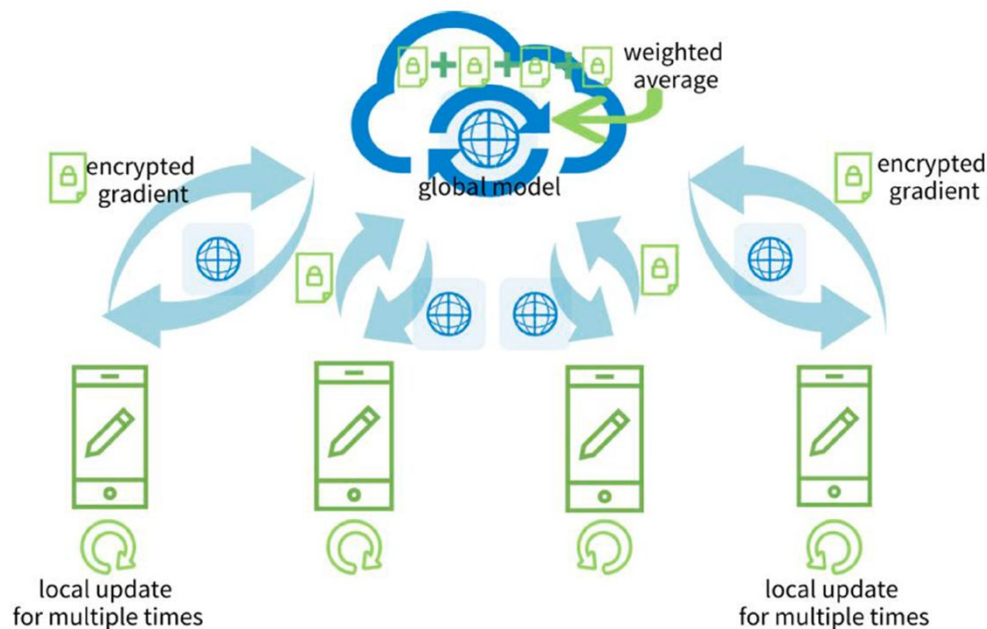 weighted
average
global model
encrypted
gradient
encrypted
gradient
local update
for multiple times
local update
for multiple times